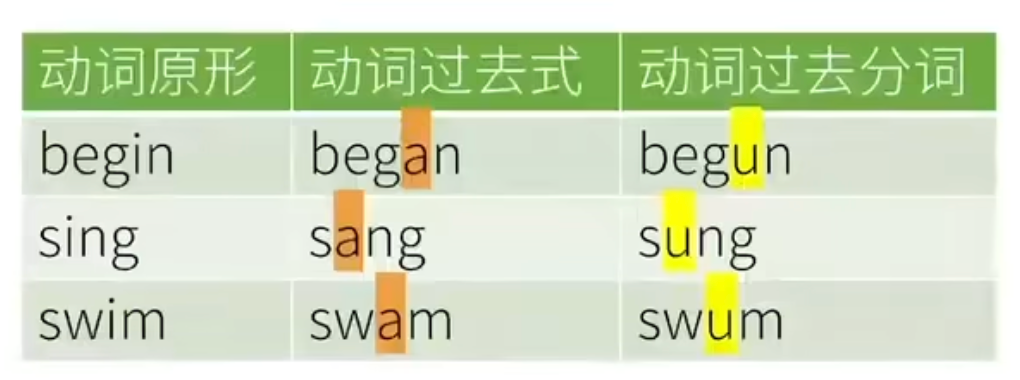 动词原形 动词过去式 动词过去分词
begin began begun
sing sang sung
swim swam swum